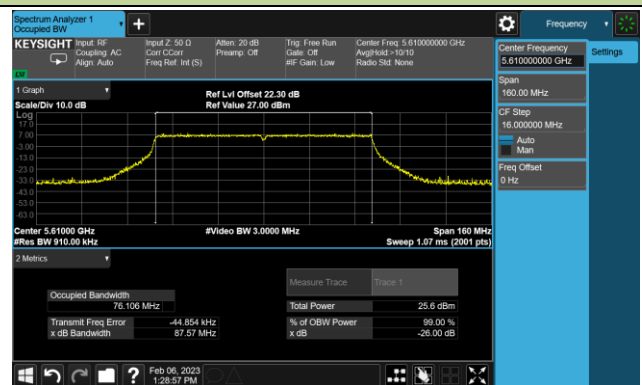 Spectrum Analyzer 1
Occupied BW
Frequency
KEYSIGHT
Input: RF
Coupling: AC
Align: Auto
Input Z: 50 Ω
Corr CCorr
Freq Ref: Int (S)
Atten: 20 dB
Preamp: Off
Trig: Free Run
Gate: Off
#IF Gain: Low
Center Freq: 5.610000000 GHz
Avg|Hold:>10/10
Radio Std: None
Center Frequency
5.610000000 GHz
Settings
Span
160.00 MHz
CF Step
16.000000 MHz
Auto
Man
Freq Offset
0 Hz
1 Graph
Scale/Div 10.0 dB
Ref Lvl Offset 22.30 dB
Ref Value 27.00 dBm
Log
17.0
7.00
-3.00
-13.0
-23.0
-33.0
-43.0
-53.0
-63.0
Center 5.61000 GHz
#Video BW 3.0000 MHz
Span 160 MHz
#Res BW 910.00 kHz
Sweep 1.07 ms (2001 pts)
2 Metrics
Measure Trace
Trace 1
Occupied Bandwidth
76.106 MHz
Total Power
25.6 dBm
Transmit Freq Error
-44.854 kHz
% of OBW Power
99.00 %
x dB Bandwidth
87.57 MHz
x dB
-26.00 dB
Feb 06, 2023
1:28:57 PM